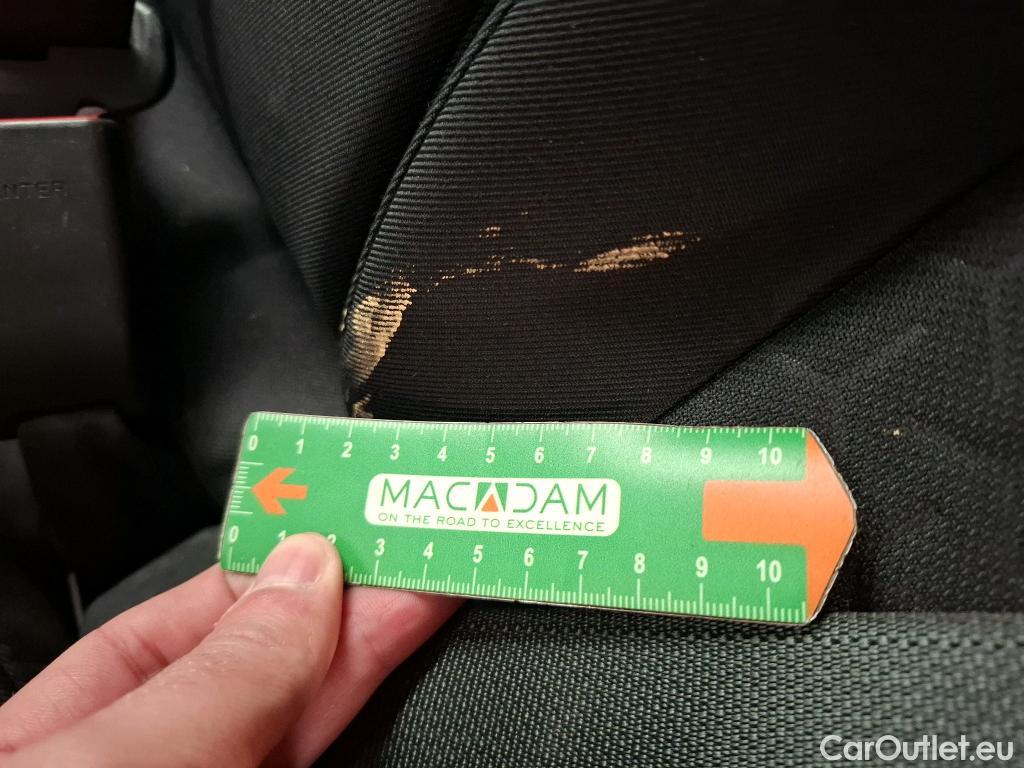 0 1 2 3 4 5 6 7 8 9 10
MACADAM
ON THE ROAD TO EXCELLENCE
0 1 2 3 4 5 6 7 8 9 10
CarOutlet.eu